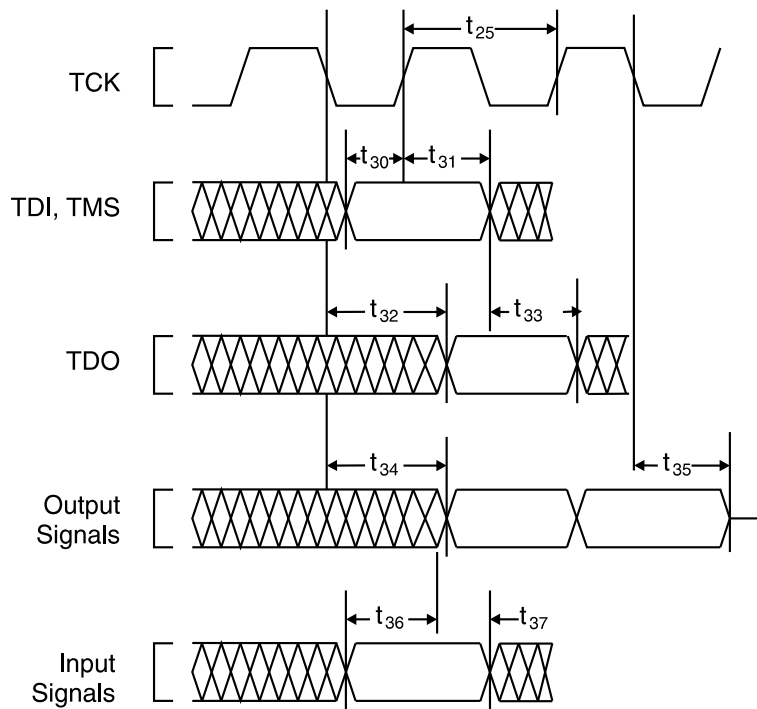 t25
TCK
t30
t31
TDI, TMS
t32
t33
TDO
t34
t35
Output
Signals
t36
t37
Input
Signals